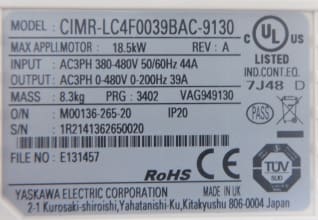 MODEL : CIMR-LC4F0039BAC-9130
MAX APPLI. MOTOR : 18.5kW REV : A
INPUT : AC3PH 380-480V 50/60Hz 44A
OUTPUT : AC3PH 0-480V 0-200Hz 39A
MASS : 8.3kg PRG : 3402 VAG949130
O/N : M00136-265-20 IP20
S/N : 1R2141362650020
FILE NO : E131457
RoHS CE
YASKAWA ELECTRIC CORPORATION MADE IN UK
2-1 Kurosaki-shiroishi, Yahatanishi-Ku, Kitakyushu 806-0004 Japan
C UL US
LISTED
IND.CONT.EQ.
7J48 D
PASS
TÜV